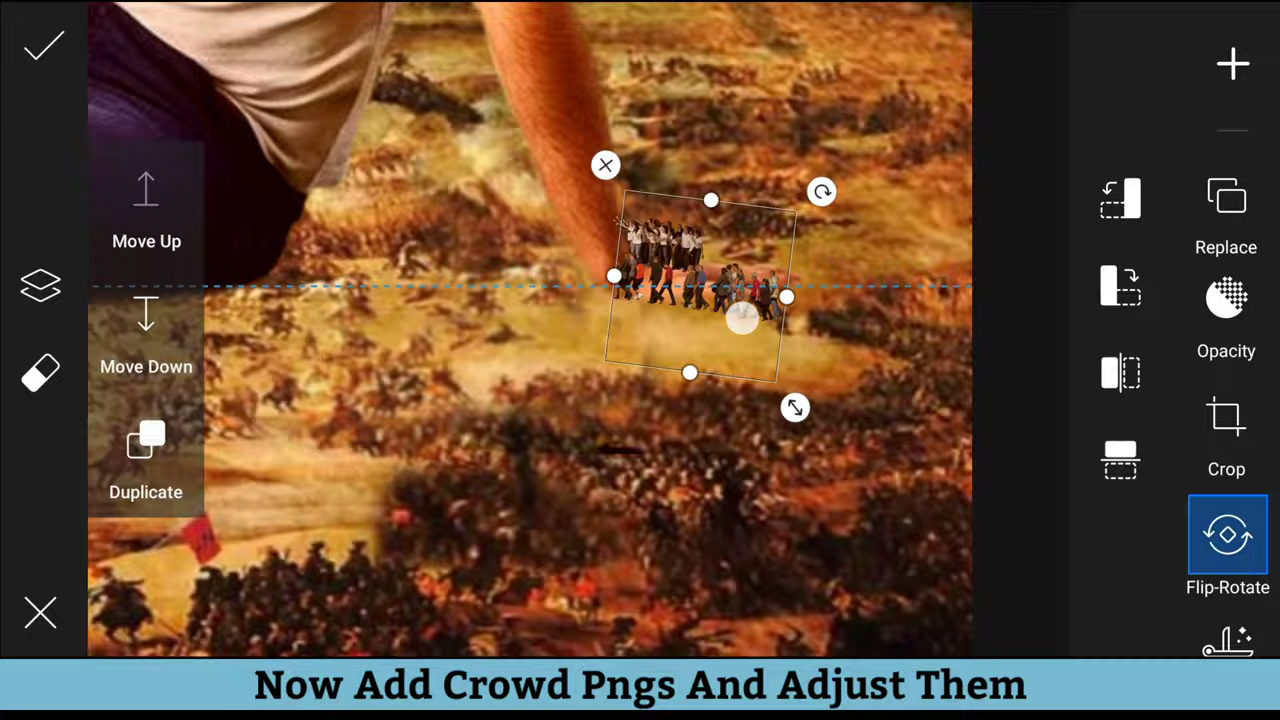 Move Up
Move Down
Duplicate
Replace
Opacity
Crop
Flip-Rotate
Now Add Crowd Pngs And Adjust Them